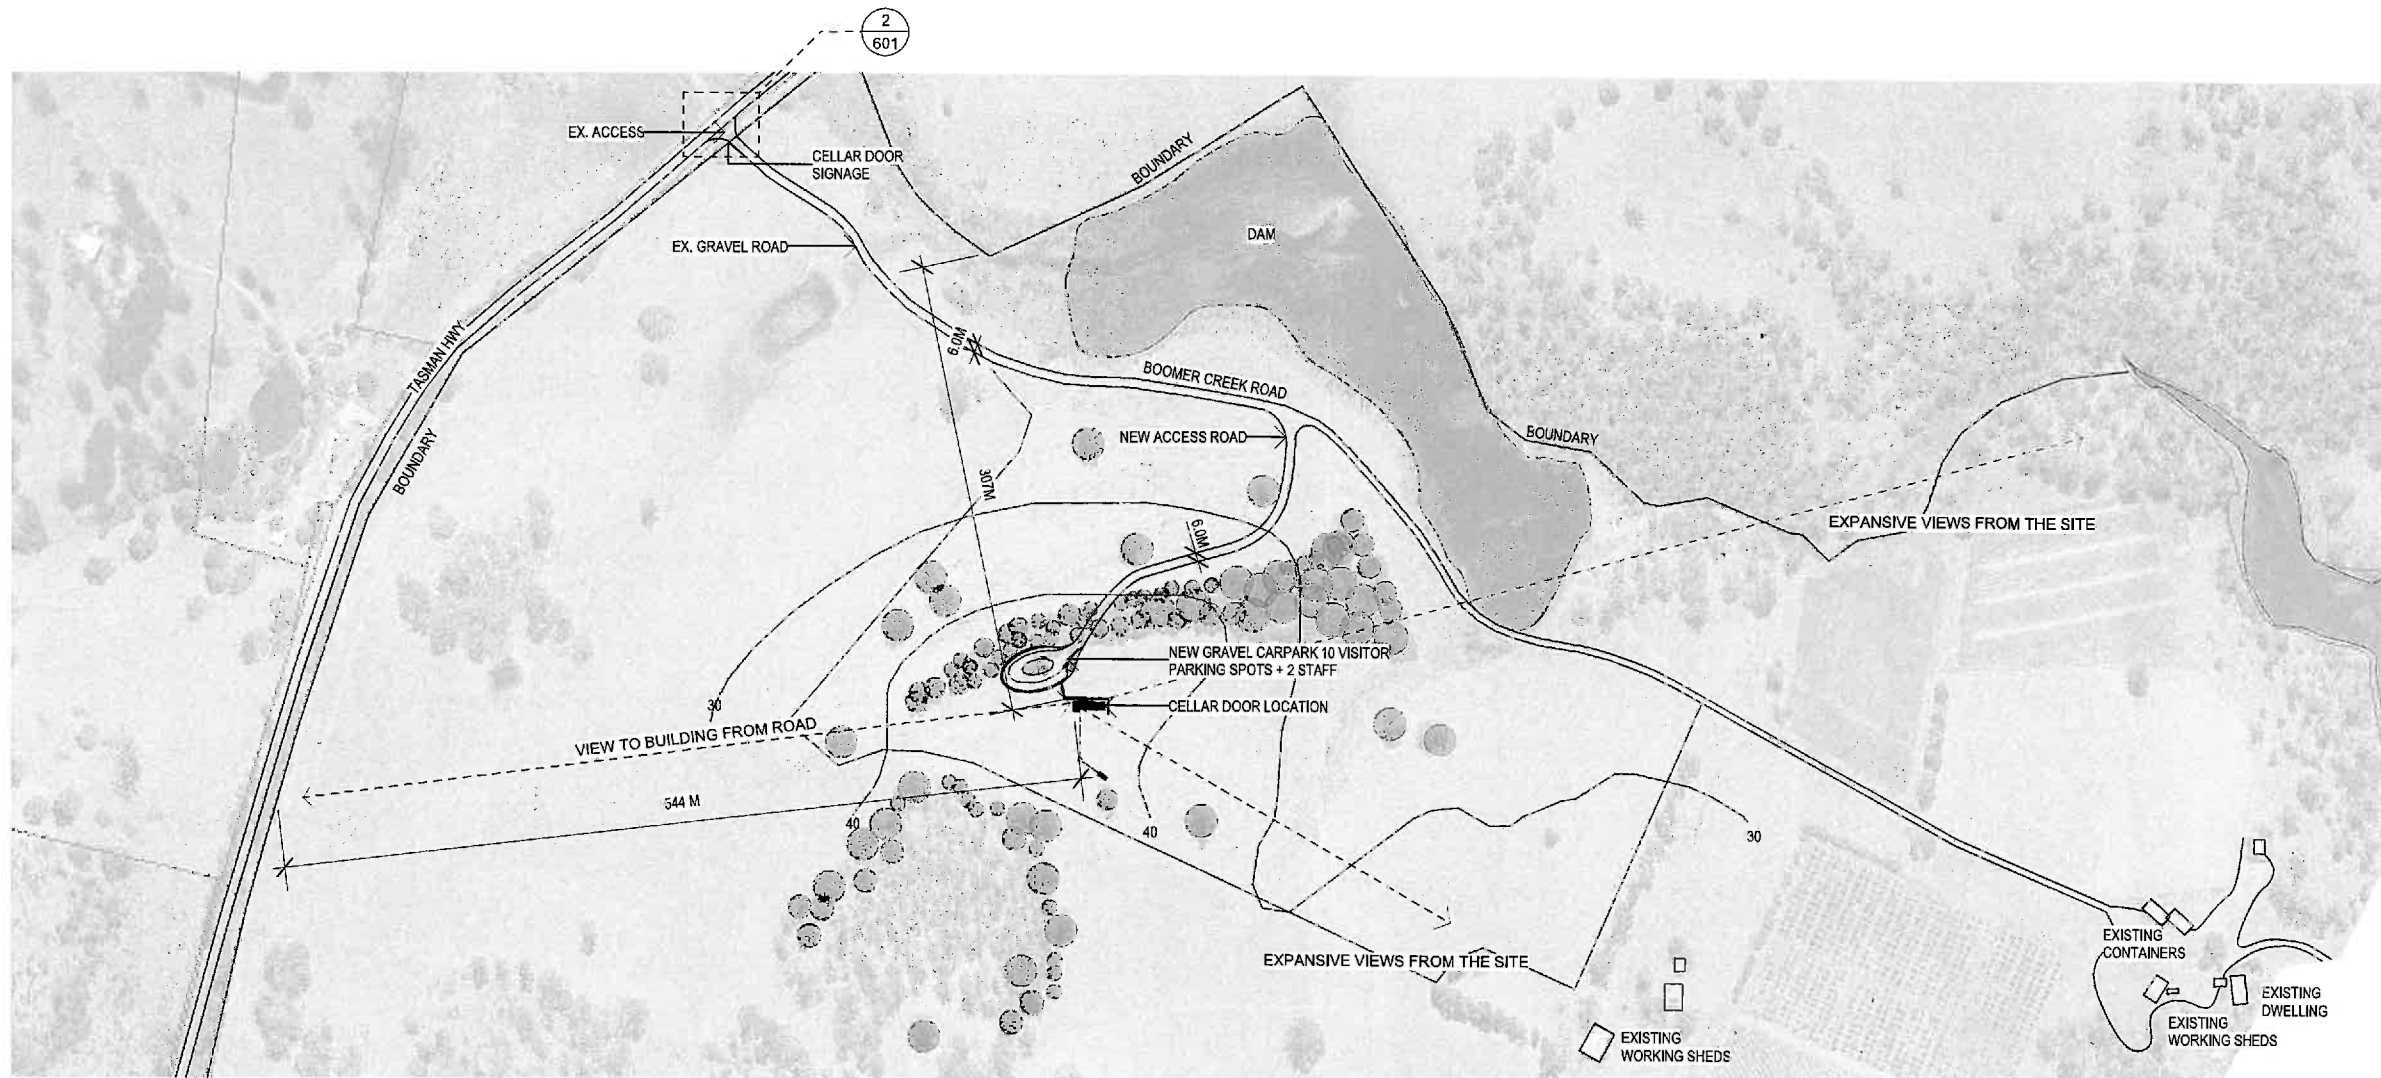 2
601
EX. ACCESS
CELLAR DOOR
SIGNAGE
BOUNDARY
EX. GRAVEL ROAD
DAM
TASMAN HWY
6.0M
BOOMER CREEK ROAD
BOUNDARY
NEW ACCESS ROAD
BOUNDARY
307M
6.0M
EXPANSIVE VIEWS FROM THE SITE
NEW GRAVEL CARPARK 10 VISITOR
PARKING SPOTS + 2 STAFF
30
CELLAR DOOR LOCATION
VIEW TO BUILDING FROM ROAD
544 M
40
40
30
EXPANSIVE VIEWS FROM THE SITE
EXISTING
CONTAINERS
EXISTING
DWELLING
EXISTING
WORKING SHEDS
EXISTING
WORKING SHEDS